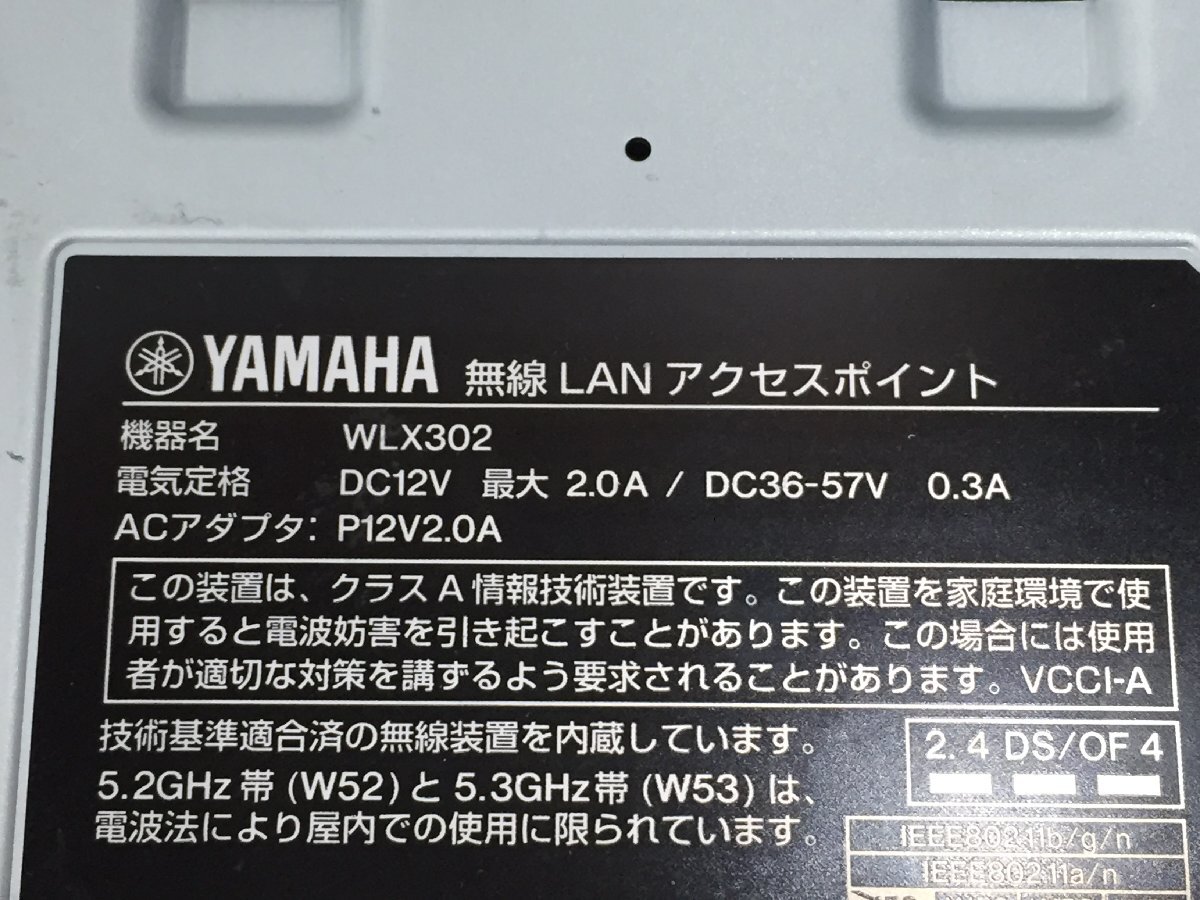 YAMAHA 無線 LAN アクセスポイント
機器名 WLX302
電気定格 DC12V 最大 2.0A / DC36-57V 0.3A
ACアダプタ: P12V2.0A
この装置は、クラス A 情報技術装置です。この装置を家庭環境で使
用すると電波妨害を引き起こすことがあります。この場合には使用
者が適切な対策を講ずるよう要求されることがあります。VCCI-A
技術基準適合済の無線装置を内蔵しています。
5.2GHz 帯 (W52) と 5.3GHz 帯 (W53) は、
電波法により屋内での使用に限られています。
2.4 DS/OF 4
IEEE802.11b/g/n
IEEE802.11a/n